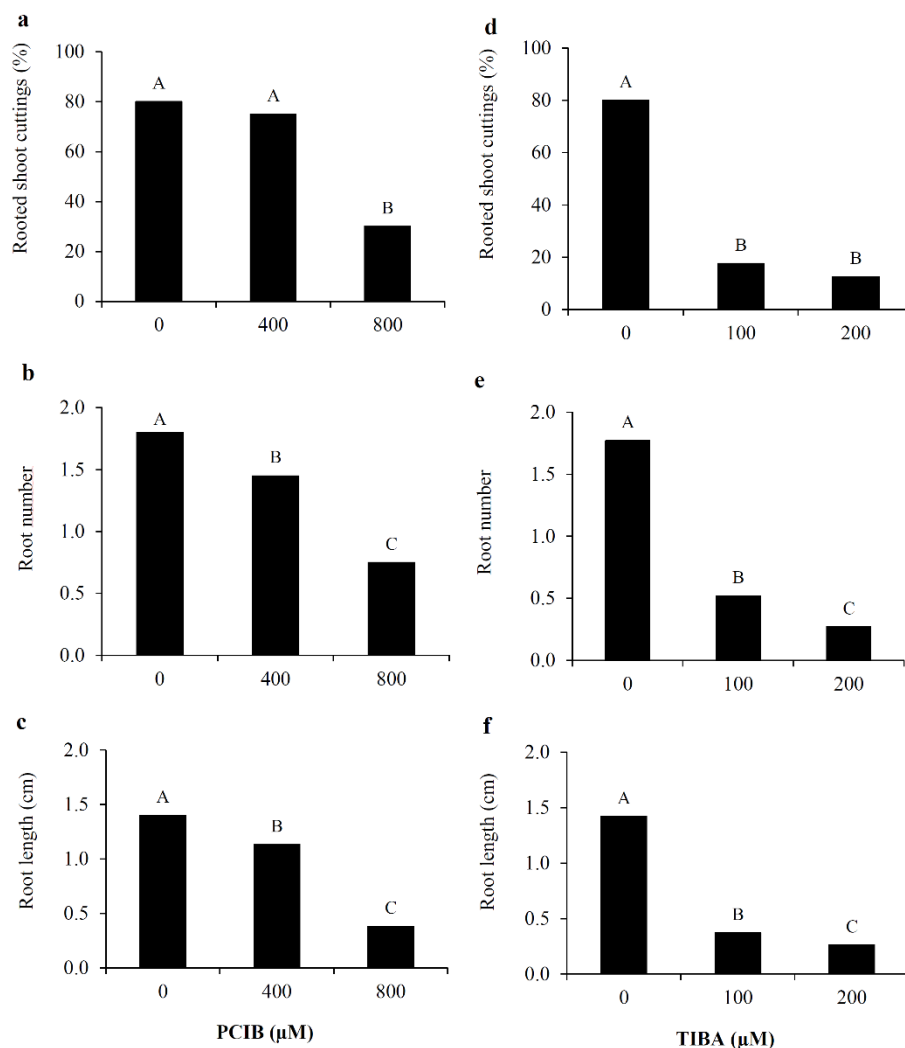 a
Rooted shoot cuttings (%)
100
80
60
40
20
0
A
A
B
0 400 800
d
Rooted shoot cuttings (%)
100
80
60
40
20
0
A
B
B
0 100 200
b
Root number
2.0
1.5
1.0
0.5
0.0
A
B
C
0 400 800
e
Root number
2.0
1.5
1.0
0.5
0.0
A
B
C
0 100 200
c
Root length (cm)
2.0
1.5
1.0
0.5
0.0
A
B
C
0 400 800
PCIB (µM)
f
Root length (cm)
2.0
1.5
1.0
0.5
0.0
A
B
C
0 100 200
TIBA (µM)